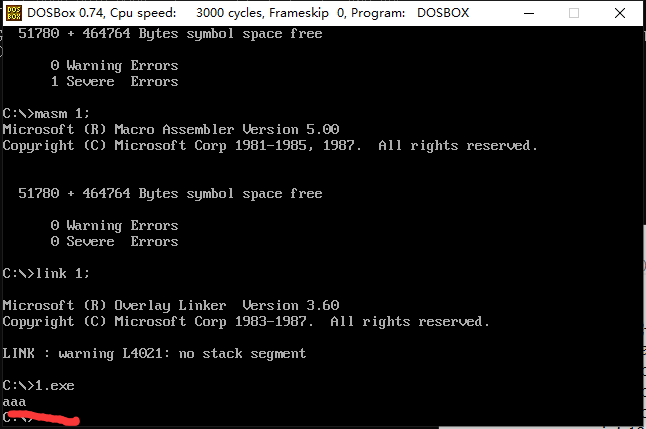 DOSBox 0.74, Cpu speed: 3000 cycles, Frameskip 0, Program: DOSBOX
51780 + 464764 Bytes symbol space free
0 Warning Errors
1 Severe Errors
C:\>masm 1;
Microsoft (R) Macro Assembler Version 5.00
Copyright (C) Microsoft Corp 1981-1985, 1987. All rights reserved.
51780 + 464764 Bytes symbol space free
0 Warning Errors
0 Severe Errors
C:\>link 1;
Microsoft (R) Overlay Linker Version 3.60
Copyright (C) Microsoft Corp 1983-1987. All rights reserved.
LINK : warning L4021: no stack segment
C:\>1.exe
aaa
C:\>